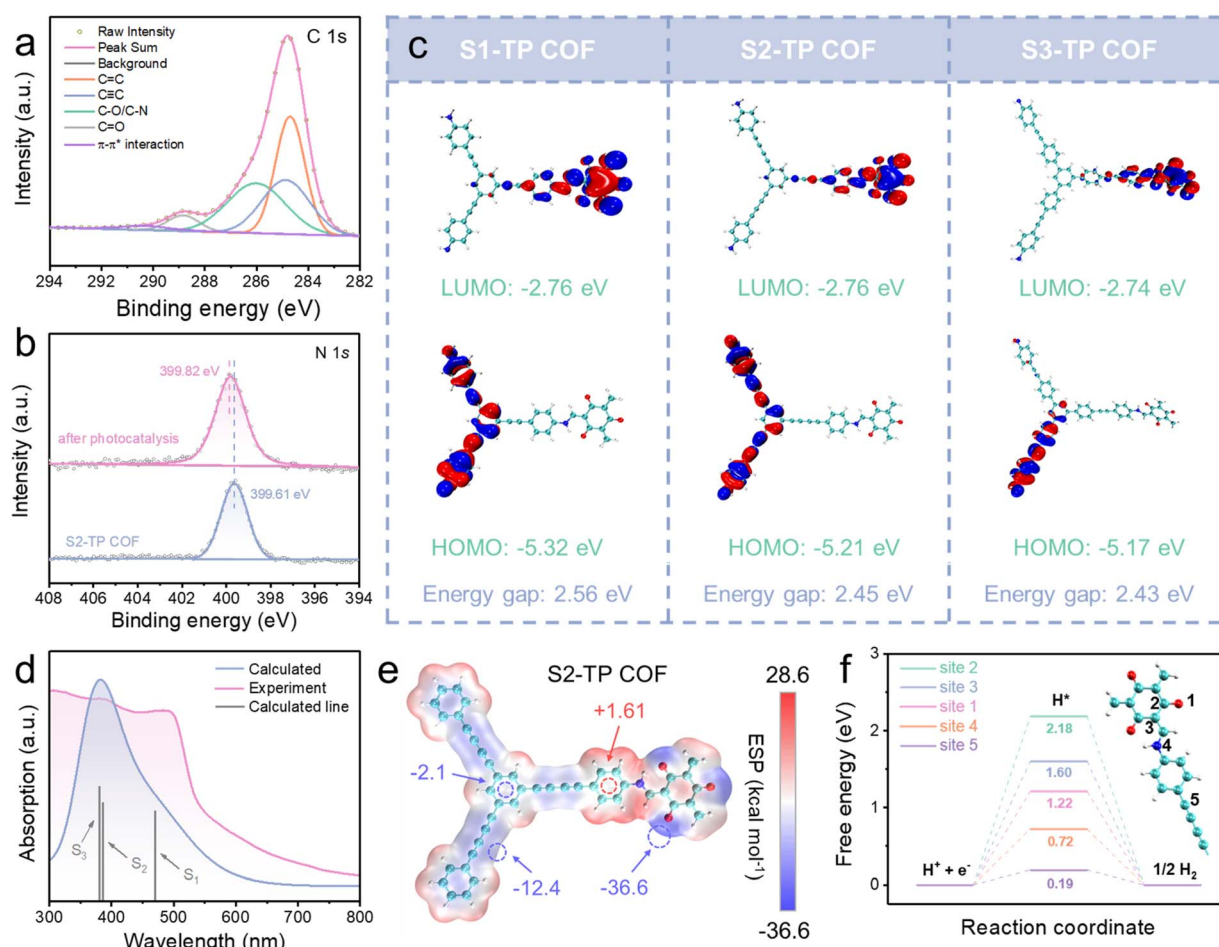 a
C 1s
Raw Intensity
Peak Sum
Background
C=C
C≡C
C-O/C-N
C=O
π-π* interaction
Intensity (a.u.)
294 292 290 288 286 284 282
Binding energy (eV)
b
N 1s
399.82 eV
after photocatalysis
399.61 eV
S2-TP COF
Intensity (a.u.)
408 406 404 402 400 398 396 394
Binding energy (eV)
c
S1-TP COF S2-TP COF S3-TP COF
LUMO: -2.76 eV LUMO: -2.76 eV LUMO: -2.74 eV
HOMO: -5.32 eV HOMO: -5.21 eV HOMO: -5.17 eV
Energy gap: 2.56 eV Energy gap: 2.45 eV Energy gap: 2.43 eV
d
Calculated
Experiment
Calculated line
S3
S2
S1
Absorption (a.u.)
300 400 500 600 700 800
Wavelength (nm)
e
S2-TP COF
+1.61
-2.1
-12.4
-36.6
28.6
ESP (kcal mol-1)
-36.6
f
3
2
1
0
Free energy (eV)
site 2
site 3
site 1
site 4
site 5
H*
2.18
1.60
1.22
0.72
0.19
H+ + e-
1/2 H2
1
2
3
4
5
Reaction coordinate